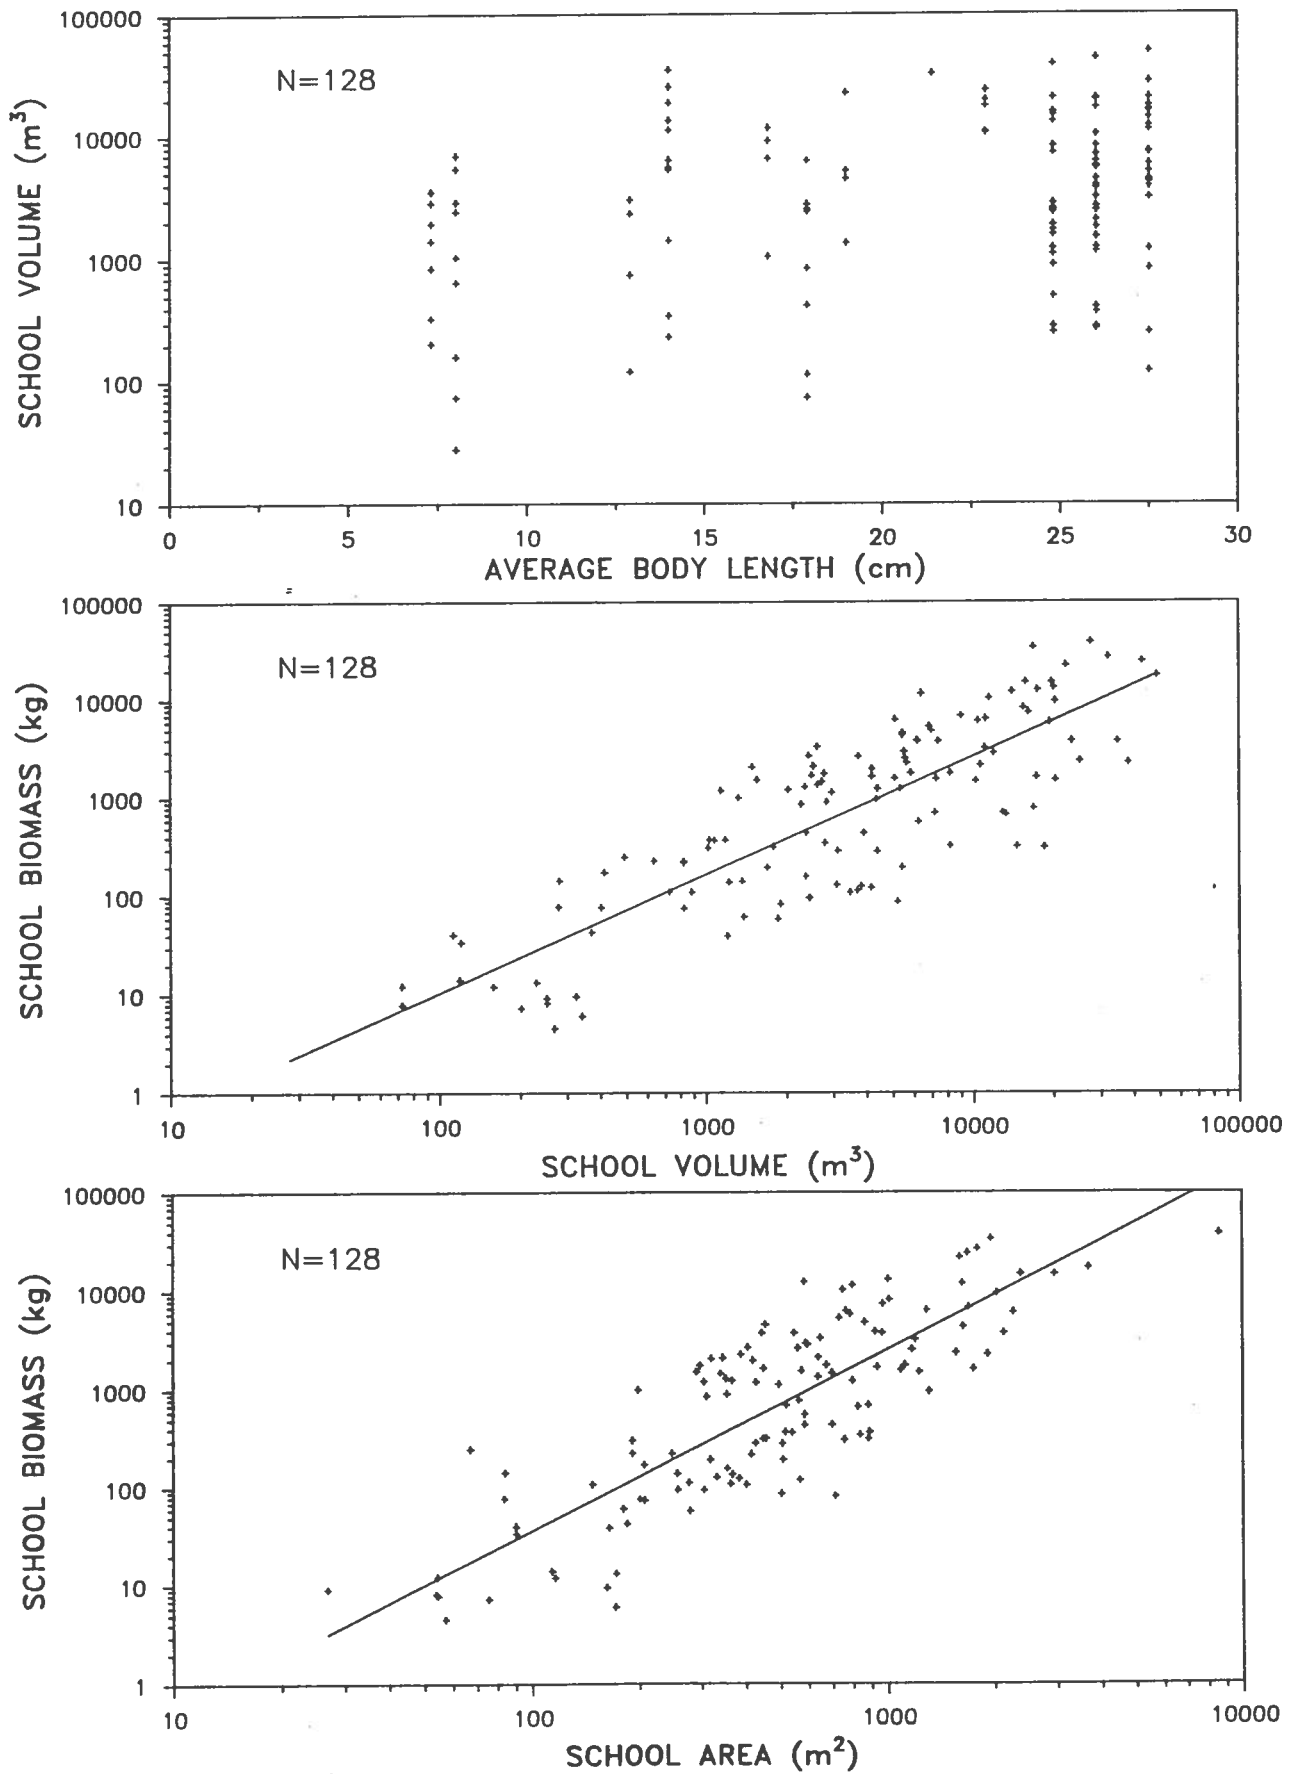 100000
N=128
10000
1000
100
10
SCHOOL VOLUME (m³)
0 5 10 15 20 25 30
AVERAGE BODY LENGTH (cm)
100000
N=128
10000
1000
100
10
1
SCHOOL BIOMASS (kg)
10 100 1000 10000 100000
SCHOOL VOLUME (m³)
100000
N=128
10000
1000
100
10
1
SCHOOL BIOMASS (kg)
10 100 1000 10000
SCHOOL AREA (m²)